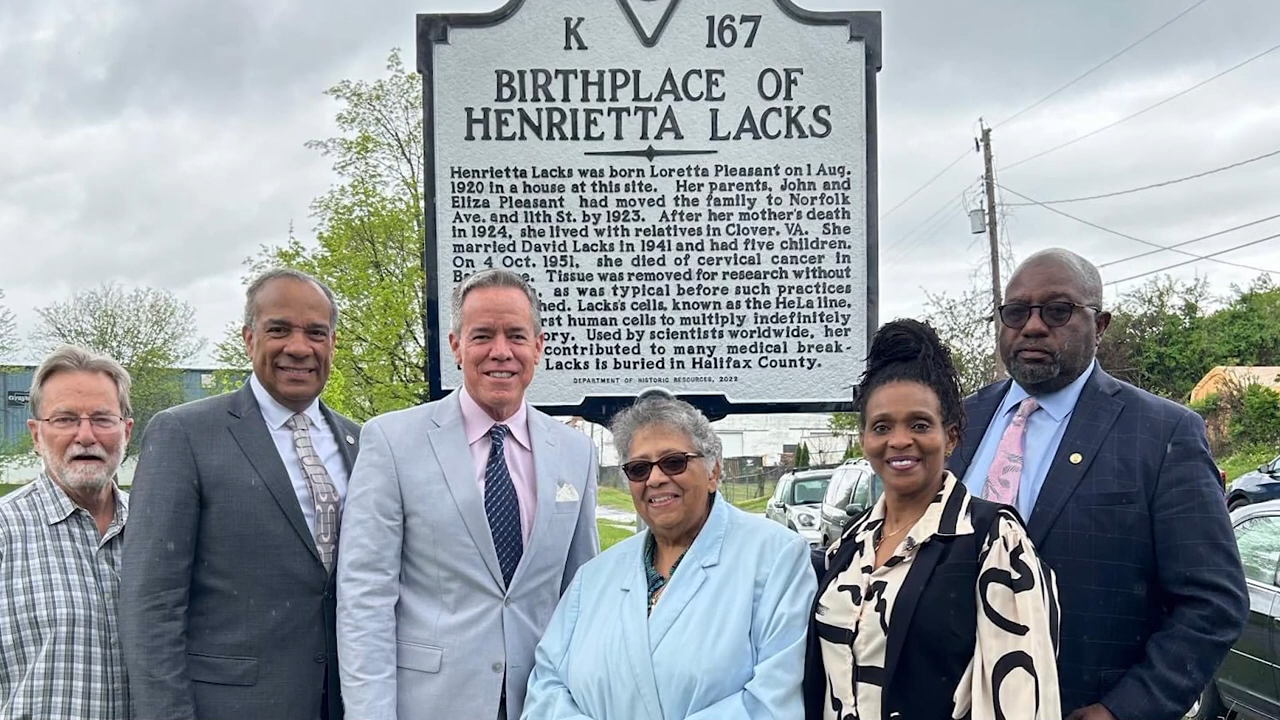 K 167
BIRTHPLACE OF
HENRIETTA LACKS
Henrietta Lacks was born Loretta Pleasant on 1 Aug.
1920 in a house at this site. Her parents, John and
Eliza Pleasant had moved the family to Norfolk
Ave. and 11th St. by 1923. After her mother's death
in 1924, she lived with relatives in Clover, VA. She
married David Lacks in 1941 and had five children.
On 4 Oct. 1951, she died of cervical cancer in
Tissue was removed for research without
as was typical before such practices
Lacks's cells, known as the HeLa line,
human cells to multiply indefinitely
Used by scientists worldwide, her
contributed to many medical break-
Lacks is buried in Halifax County.
DEPARTMENT OF HISTORIC RESOURCES, 2022